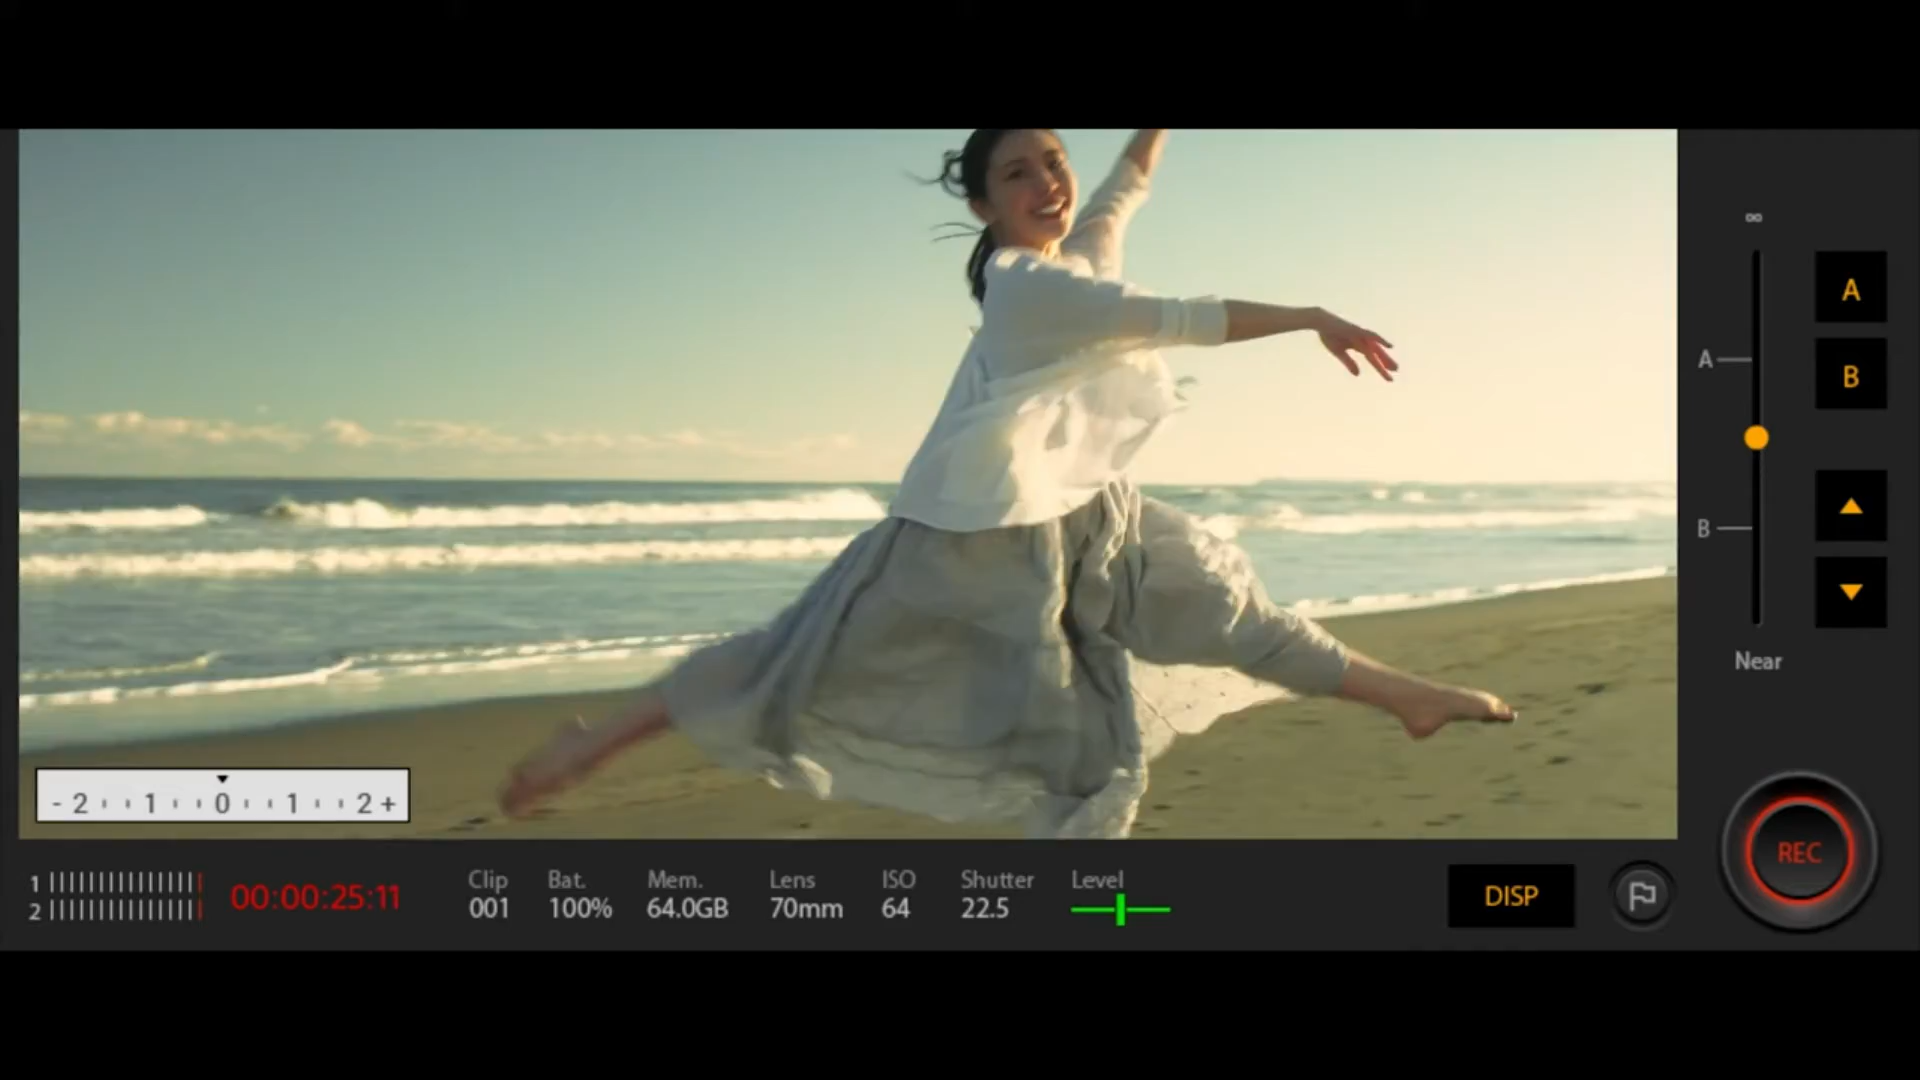 ∞
A
A
B
B
Near
- 2 1 0 1 2 +
1
2
00:00:25:11
Clip Bat. Mem. Lens ISO Shutter Level
001 100% 64.0GB 70mm 64 22.5
DISP
REC